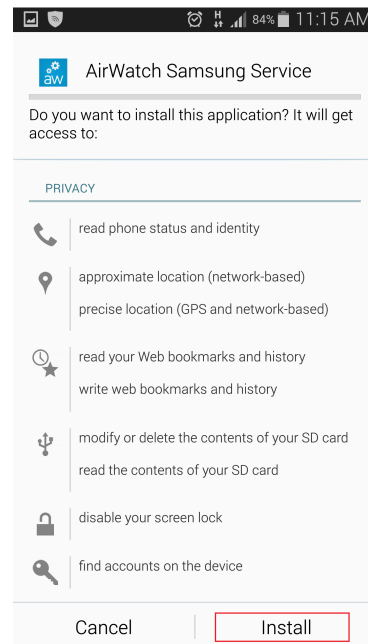 H 84% 11:15 AM
aw
AirWatch Samsung Service
Do you want to install this application? It will get
access to:
PRIVACY
read phone status and identity
approximate location (network-based)
precise location (GPS and network-based)
read your Web bookmarks and history
write web bookmarks and history
modify or delete the contents of your SD card
read the contents of your SD card
disable your screen lock
find accounts on the device
Cancel Install